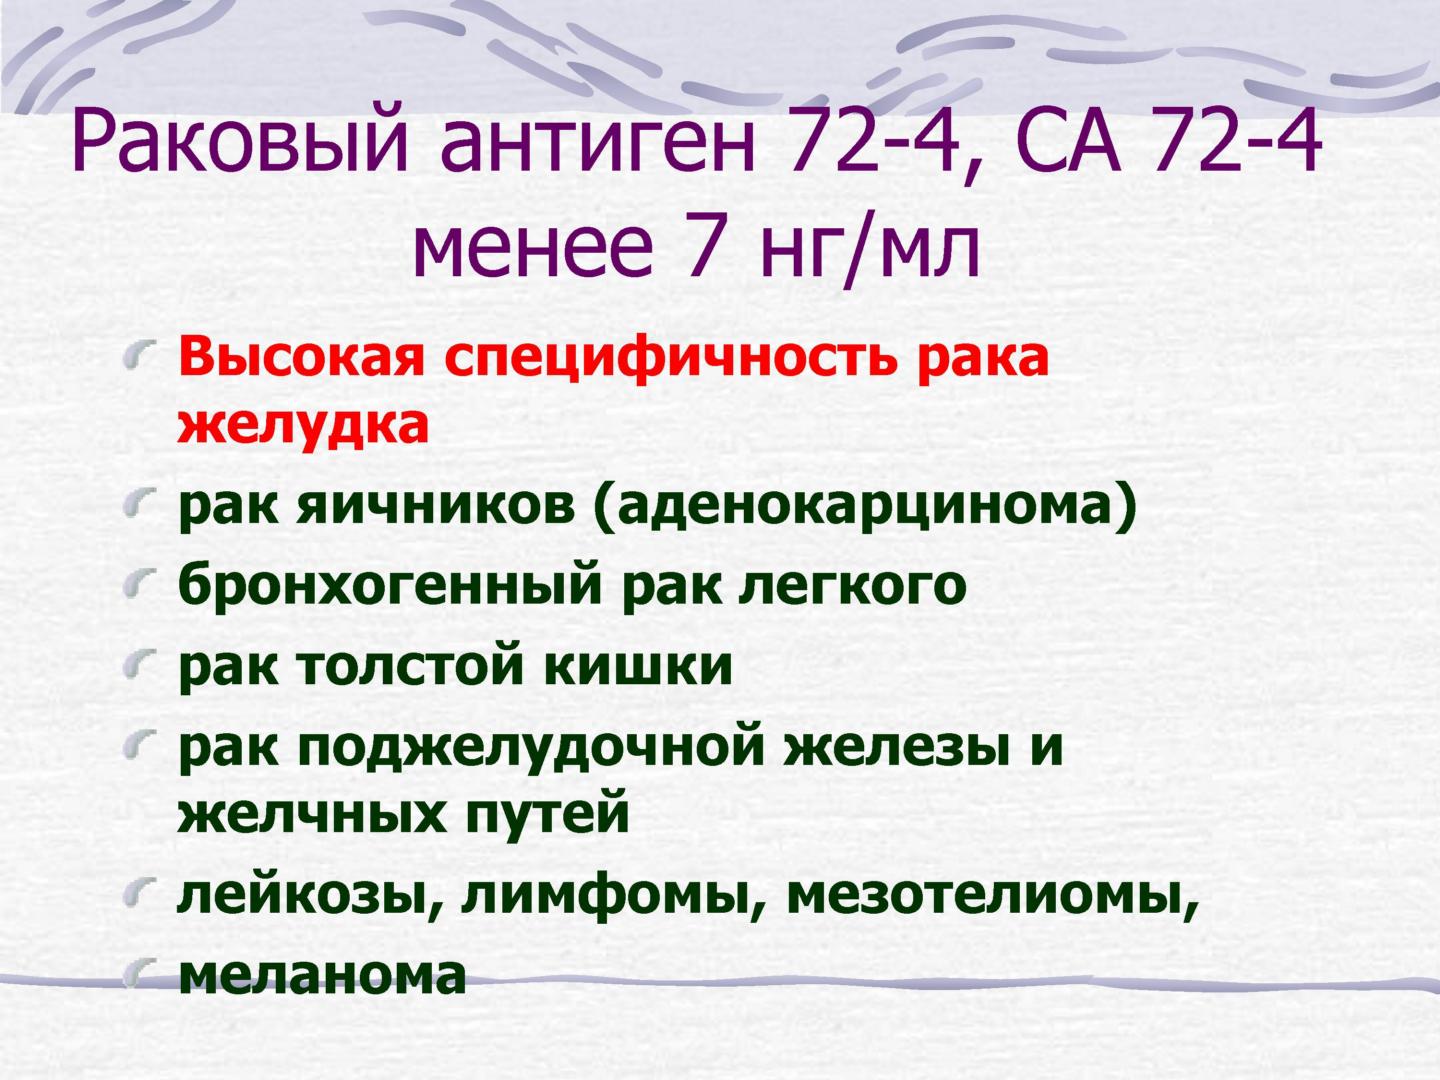 Раковый антиген 72-4, СА 72-4
менее 7 нг/мл
Высокая специфичность рака
желудка
рак яичников (аденокарцинома)
бронхогенный рак легкого
рак толстой кишки
рак поджелудочной железы и
желчных путей
лейкозы, лимфомы, мезотелиомы,
меланома